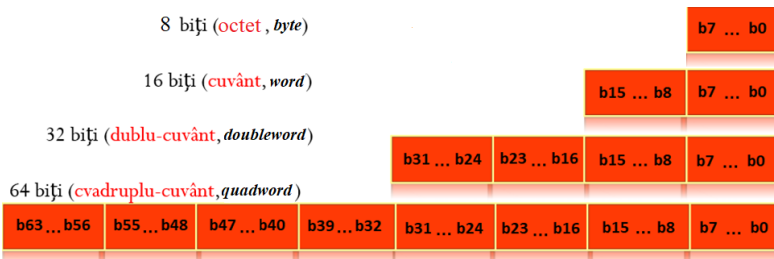 8 biţi (octet, byte)
b7 ... b0
16 biţi (cuvânt, word)
b15 ... b8 b7 ... b0
32 biţi (dublu-cuvânt, doubleword)
b31 ... b24 b23 ... b16 b15 ... b8 b7 ... b0
64 biţi (cvadruplu-cuvânt, quadword)
b63 ... b56 b55 ... b48 b47 ... b40 b39 ... b32 b31 ... b24 b23 ... b16 b15 ... b8 b7 ... b0